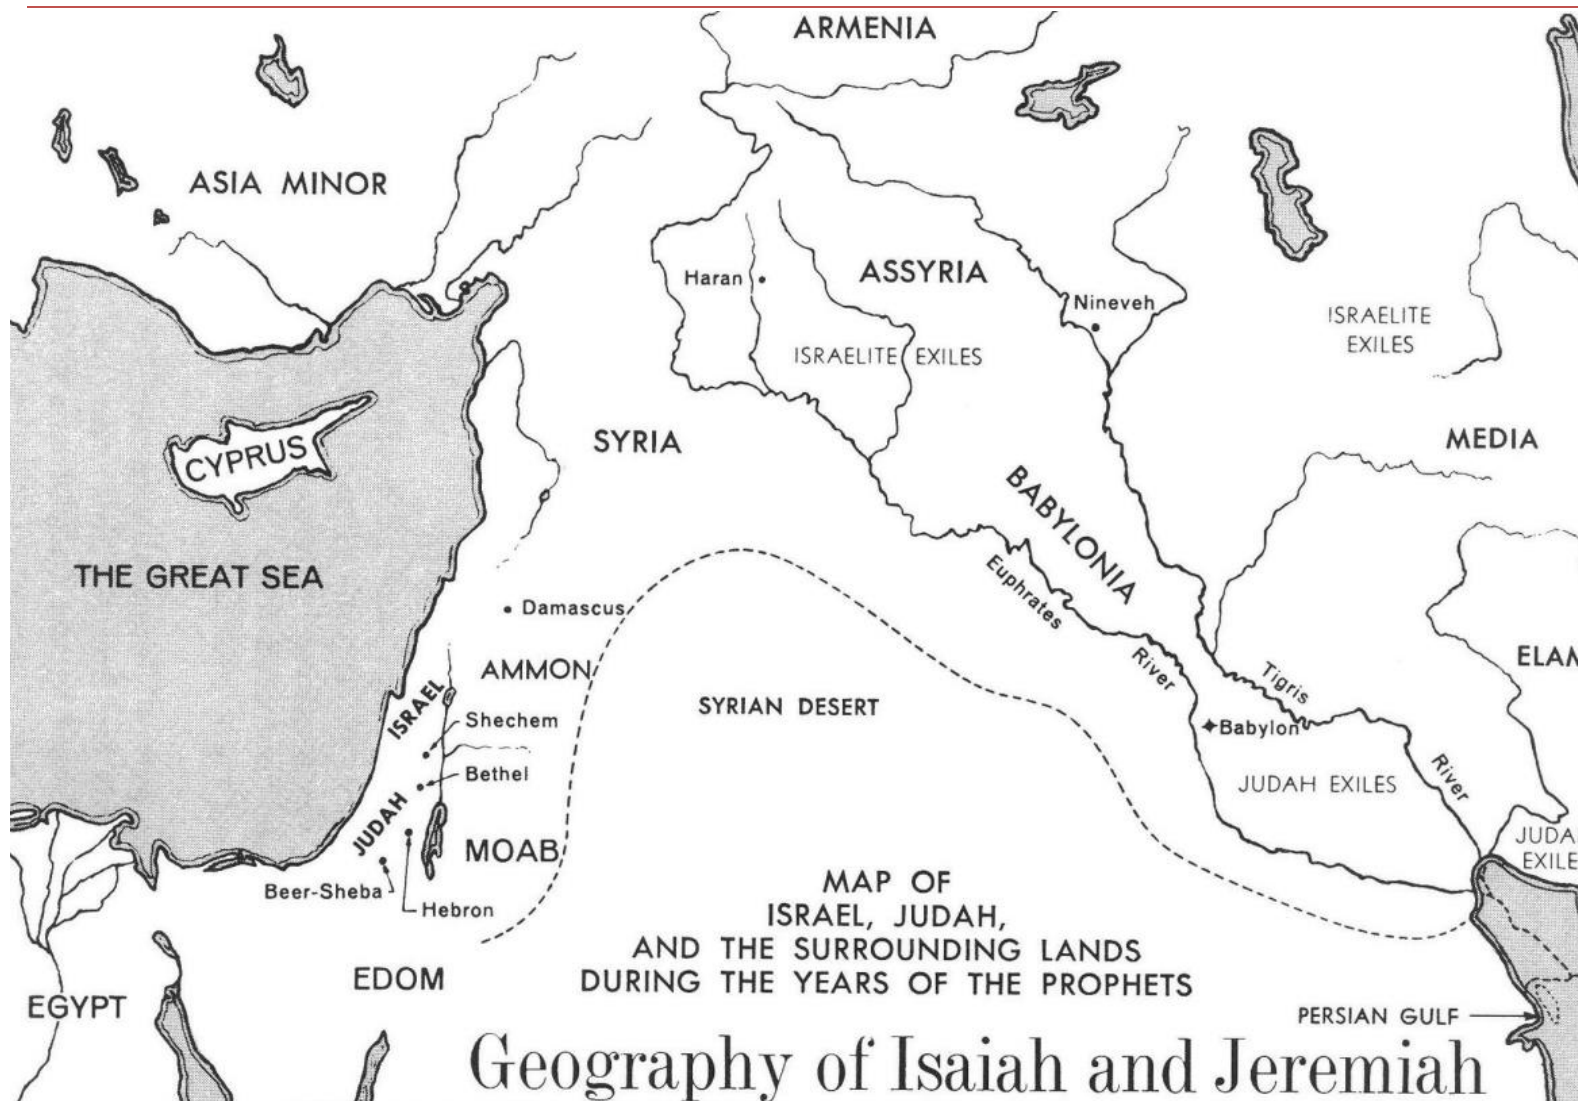 ARMENIA
ASIA MINOR
Haran
ASSYRIA
Nineveh
ISRAELITE
EXILES
ISRAELITE EXILES
CYPRUS
SYRIA
MEDIA
BABYLONIA
THE GREAT SEA
Euphrates
River
Damascus
AMMON
ELAM
ISRAEL
SYRIAN DESERT
Tigris
River
Shechem
Babylon
Bethel
JUDAH EXILES
JUDAH
MOAB
JUDA
EXILE
Beer-Sheba
Hebron
MAP OF
ISRAEL, JUDAH,
AND THE SURROUNDING LANDS
DURING THE YEARS OF THE PROPHETS
EDOM
EGYPT
PERSIAN GULF
Geography of Isaiah and Jeremiah